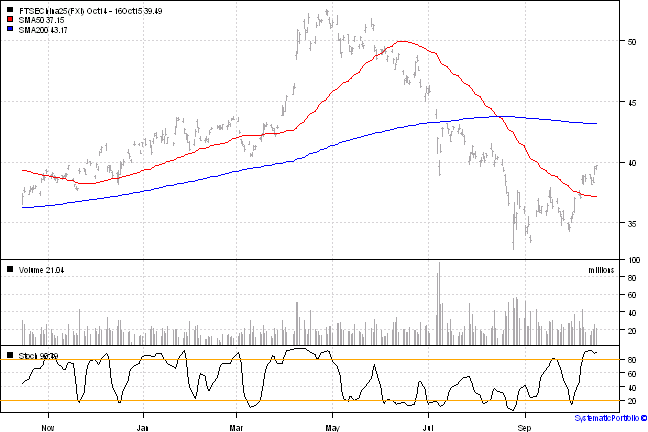 FTSEChina25(FXI) Oct14 - 16Oct15 39.49
SMA50 37.15
SMA200 43.17
50
45
40
35
Volume 21.04
millions
100
80
60
40
20
Stoch
80
60
40
20
Nov Jan Mar May Jul Sep
SystematicPortfolio ©